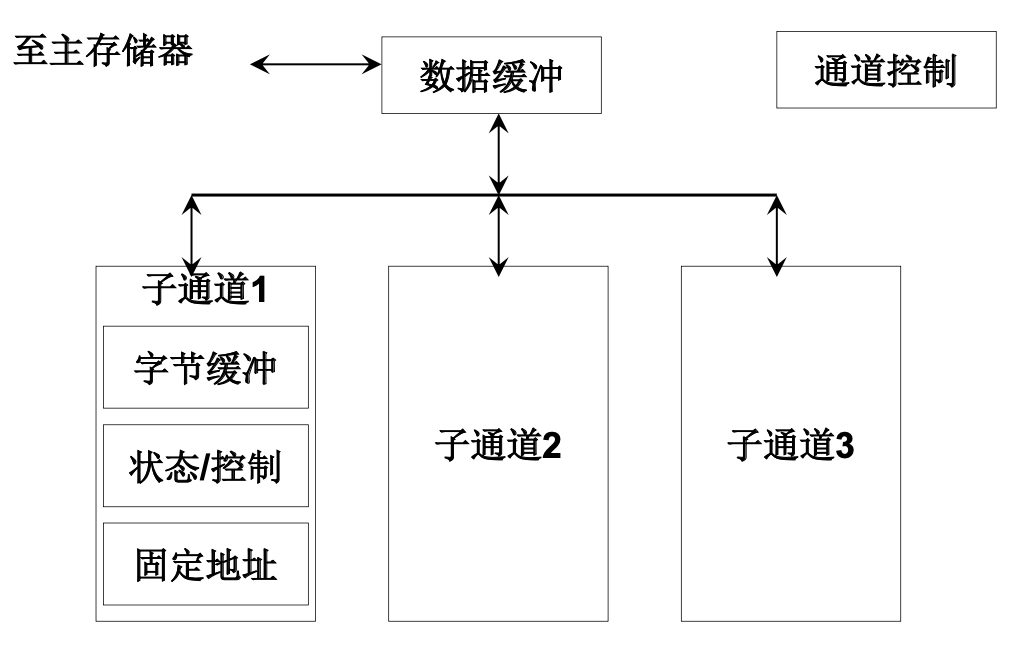 至主存储器
数据缓冲
通道控制
子通道1
字节缓冲
状态/控制
固定地址
子通道2
子通道3